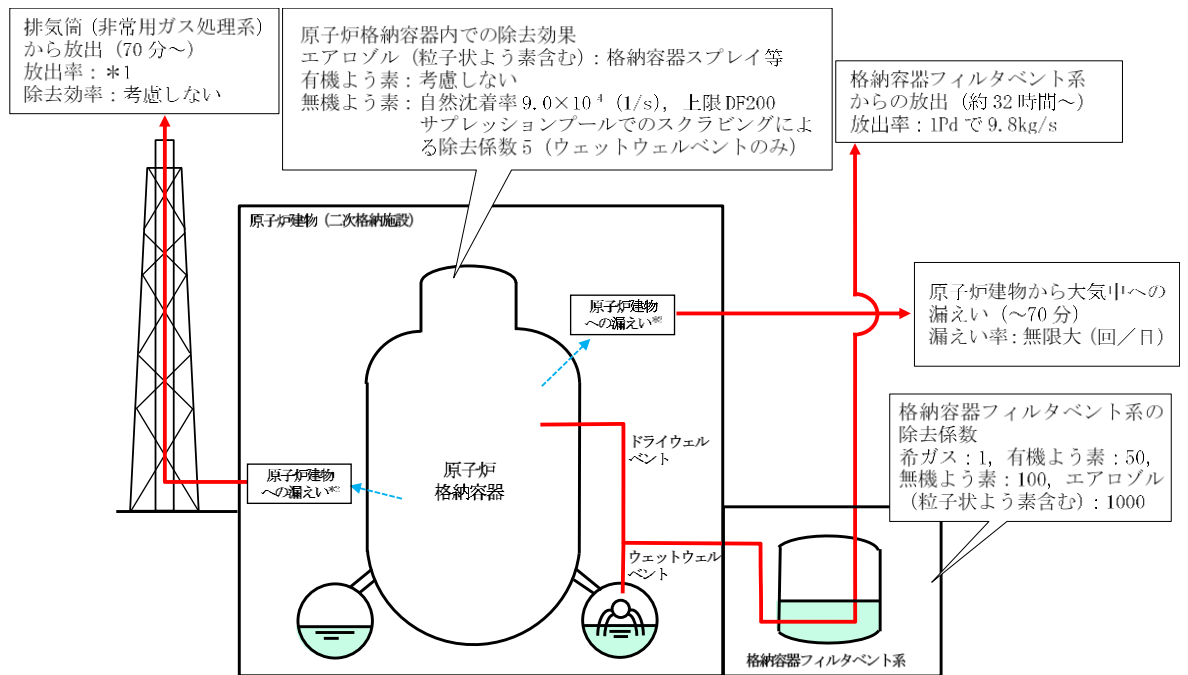 排気筒（非常用ガス処理系）
から放出（70 分～）
放出率：＊1
除去効率：考慮しない
原子炉格納容器内での除去効果
エアロゾル（粒子状よう素含む）：格納容器スプレイ等
有機よう素：考慮しない
無機よう素：自然沈着率 9.0×10⁻⁴（1/s），上限 DF200
サプレッションプールでのスクラビングによ
る除去係数 5（ウェットウェルベントのみ）
格納容器フィルタベント系
からの放出（約 32 時間～）
放出率：1Pd で 9.8kg/s
原子炉建物（二次格納施設）
原子炉建物
への漏えい※2
原子炉建物から大気中への
漏えい（～70 分）
漏えい率：無限大（回／日）
格納容器フィルタベント系の
除去係数
希ガス：1，有機よう素：50，
無機よう素：100，エアロゾル
（粒子状よう素含む）：1000
ドライウェル
ベント
原子炉
格納容器
原子炉建物
への漏えい※2
ウェットウェル
ベント
格納容器フィルタベント系